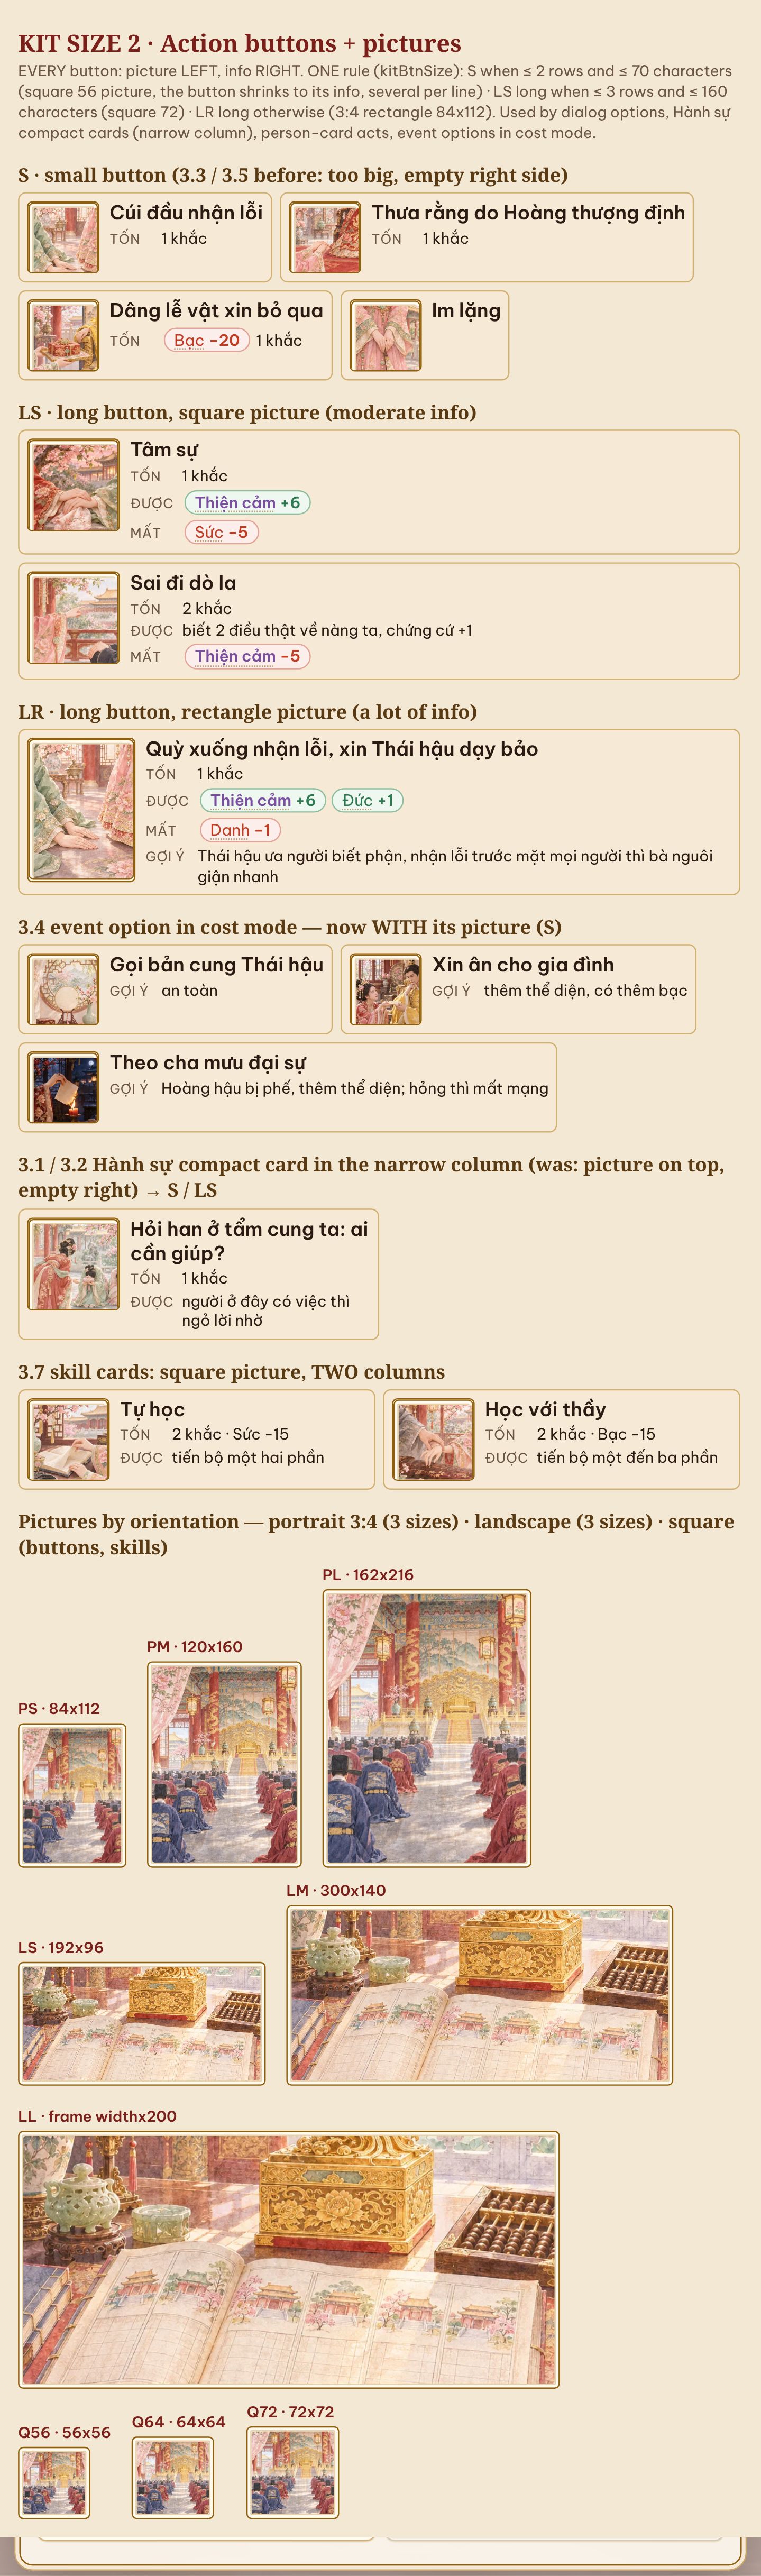 KIT SIZE 2 · Action buttons + pictures
EVERY button: picture LEFT, info RIGHT. ONE rule (kitBtnSize): S when ≤ 2 rows and ≤ 70 characters
(square 56 picture, the button shrinks to its info, several per line) · LS long when ≤ 3 rows and ≤ 160
characters (square 72) · LR long otherwise (3:4 rectangle 84x112). Used by dialog options, Hành sự
compact cards (narrow column), person-card acts, event options in cost mode.
S · small button (3.3 / 3.5 before: too big, empty right side)
Cúi đầu nhận lỗi
TỐN 1 khắc
Thưa rằng do Hoàng thượng định
TỐN 1 khắc
Dâng lễ vật xin bỏ qua
TỐN Bạc −20 1 khắc
Im lặng
LS · long button, square picture (moderate info)
Tâm sự
TỐN 1 khắc
ĐƯỢC Thiện cảm +6
MẤT Sức −5
Sai đi dò la
TỐN 2 khắc
ĐƯỢC biết 2 điều thật về nàng ta, chứng cứ +1
MẤT Thiện cảm −5
LR · long button, rectangle picture (a lot of info)
Quỳ xuống nhận lỗi, xin Thái hậu dạy bảo
TỐN 1 khắc
ĐƯỢC Thiện cảm +6 Đức +1
MẤT Danh −1
GỢI Ý Thái hậu ưa người biết phận, nhận lỗi trước mặt mọi người thì bà nguôi
giận nhanh
3.4 event option in cost mode — now WITH its picture (S)
Gọi bản cung Thái hậu
GỢI Ý an toàn
Xin ân cho gia đình
GỢI Ý thêm thể diện, có thêm bạc
Theo cha mưu đại sự
GỢI Ý Hoàng hậu bị phế, thêm thể diện; hỏng thì mất mạng
3.1 / 3.2 Hành sự compact card in the narrow column (was: picture on top,
empty right) → S / LS
Hỏi han ở tẩm cung ta: ai
cần giúp?
TỐN 1 khắc
ĐƯỢC người ở đây có việc thì
ngỏ lời nhờ
3.7 skill cards: square picture, TWO columns
Tự học
TỐN 2 khắc · Sức -15
ĐƯỢC tiến bộ một hai phần
Học với thầy
TỐN 2 khắc · Bạc -15
ĐƯỢC tiến bộ một đến ba phần
Pictures by orientation — portrait 3:4 (3 sizes) · landscape (3 sizes) · square
(buttons, skills)
PS · 84x112
PM · 120x160
PL · 162x216
LS · 192x96
LM · 300x140
LL · frame widthx200
Q56 · 56x56
Q64 · 64x64
Q72 · 72x72